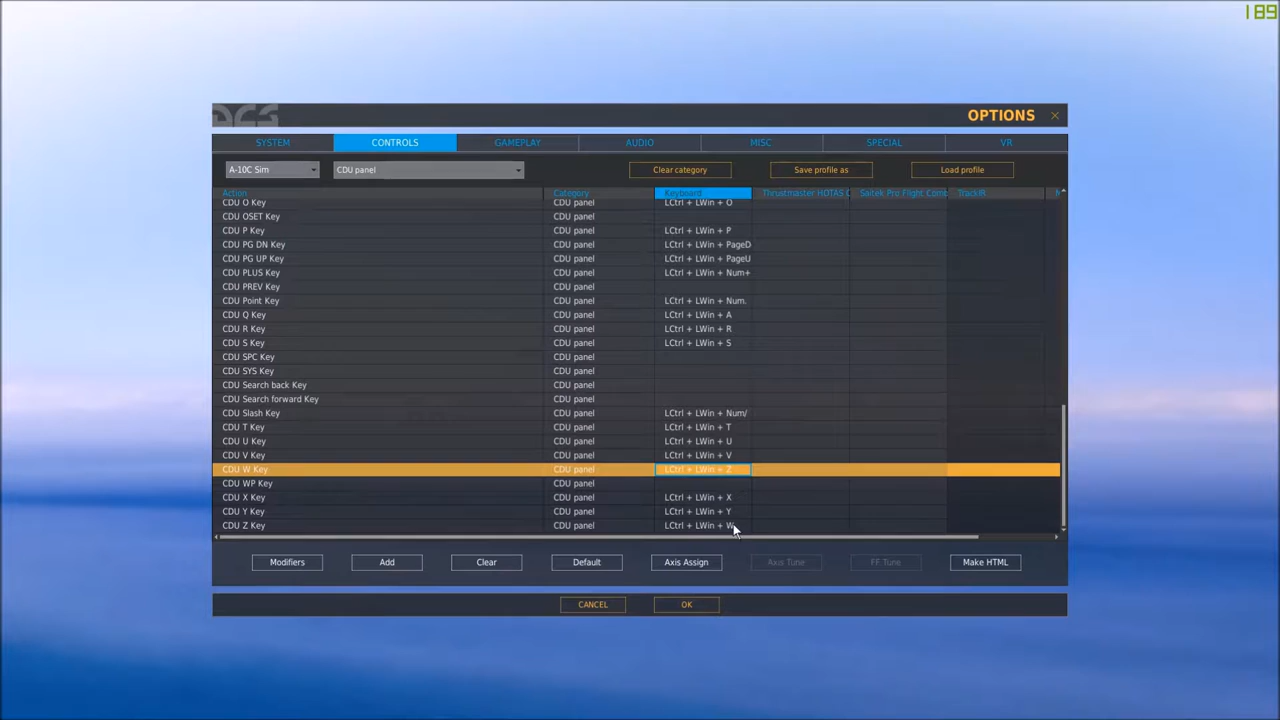 189
DCS OPTIONS
SYSTEM CONTROLS GAMEPLAY AUDIO MISC SPECIAL VR
A-10C Sim CDU panel Clear category Save profile as Load profile
Action Category Keyboard Thrustmaster HOTAS Saitek Pro Flight Comb TrackIR
CDU O Key CDU panel LCtrl + LWin + O
CDU OSET Key CDU panel
CDU P Key CDU panel LCtrl + LWin + P
CDU PG DN Key CDU panel LCtrl + LWin + PageD
CDU PG UP Key CDU panel LCtrl + LWin + PageU
CDU PLUS Key CDU panel LCtrl + LWin + Num+
CDU PREV Key CDU panel
CDU Point Key CDU panel LCtrl + LWin + Num.
CDU Q Key CDU panel LCtrl + LWin + A
CDU R Key CDU panel LCtrl + LWin + R
CDU S Key CDU panel LCtrl + LWin + S
CDU SPC Key CDU panel
CDU SYS Key CDU panel
CDU Search back Key CDU panel
CDU Search forward Key CDU panel
CDU Slash Key CDU panel LCtrl + LWin + Num/
CDU T Key CDU panel LCtrl + LWin + T
CDU U Key CDU panel LCtrl + LWin + U
CDU V Key CDU panel LCtrl + LWin + V
CDU W Key CDU panel LCtrl + LWin + Z
CDU WP Key CDU panel
CDU X Key CDU panel LCtrl + LWin + X
CDU Y Key CDU panel LCtrl + LWin + Y
CDU Z Key CDU panel LCtrl + LWin + W
Modifiers Add Clear Default Axis Assign Axis Tune FF Tune Make HTML
CANCEL OK